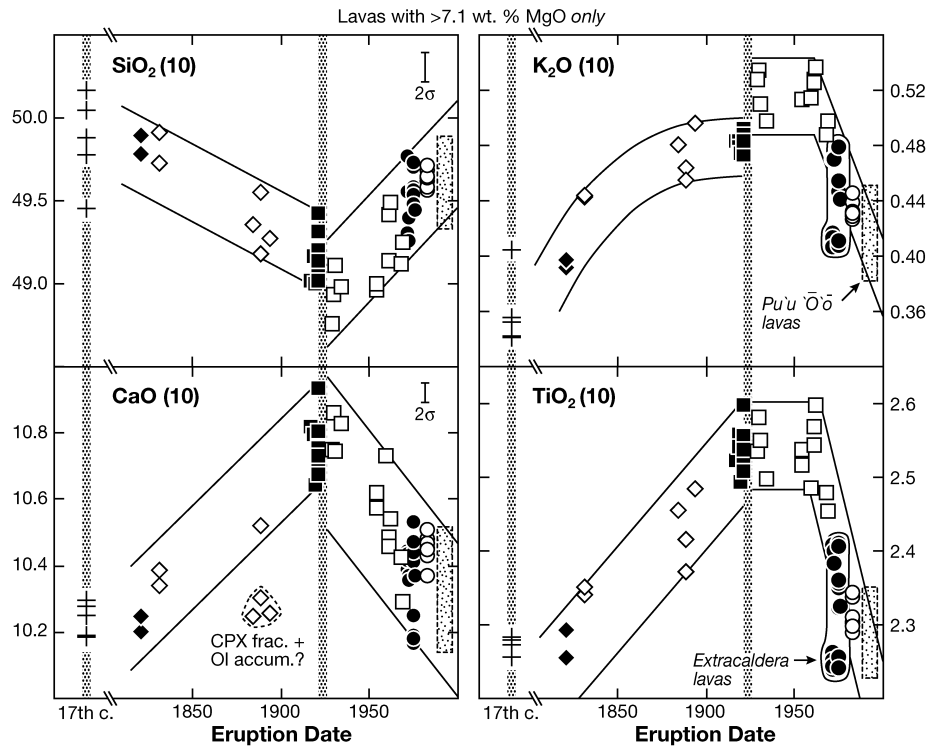 Lavas with >7.1 wt. % MgO only
SiO₂ (10)
2σ
50.0
49.5
49.0
K₂O (10)
0.52
0.48
0.44
0.40
0.36
Pu`u `Ō`ō
lavas
CaO (10)
2σ
10.8
10.6
10.4
10.2
CPX frac. +
Ol accum.?
17th c.
1850
1900
1950
Eruption Date
TiO₂ (10)
2.6
2.5
2.4
2.3
2.2
Extracaldera
lavas
17th c.
1850
1900
1950
Eruption Date